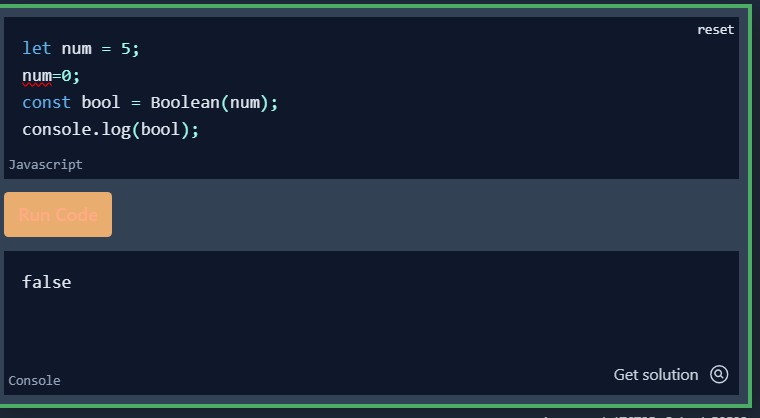 reset
let num = 5;
num=0;
const bool = Boolean(num);
console.log(bool);
Javascript
Run Code
false
Get solution
Console